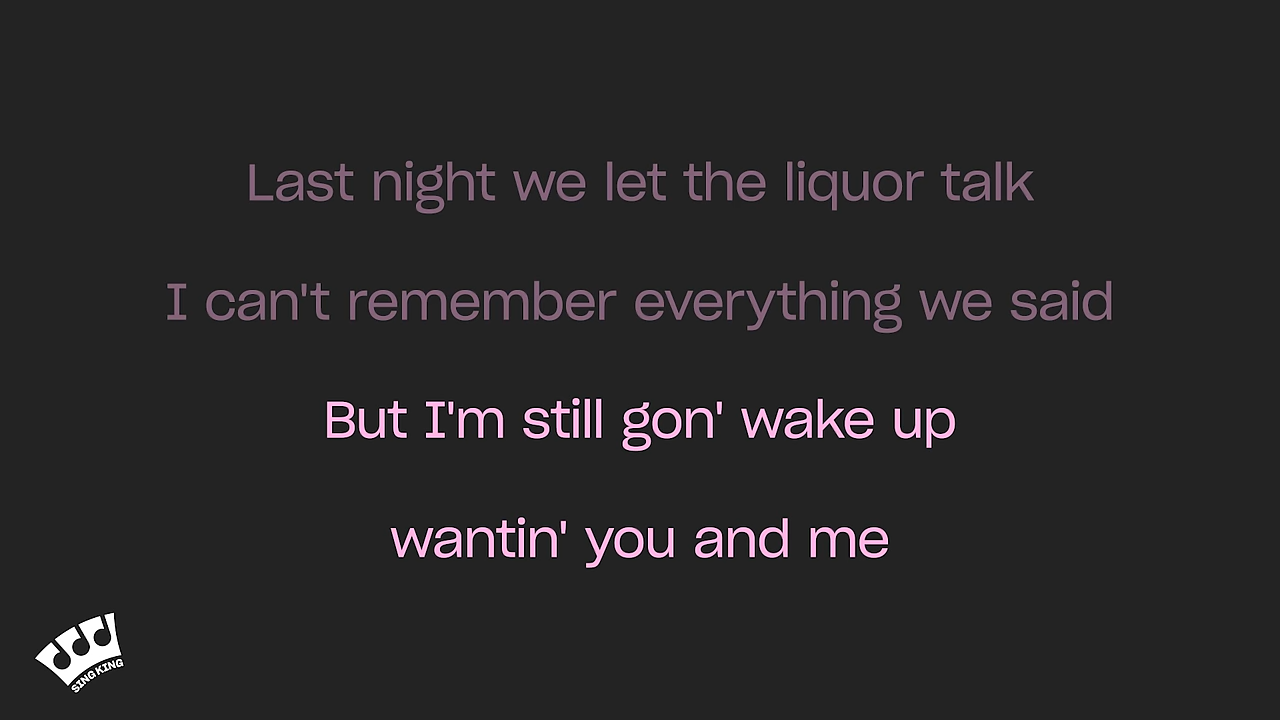 Last night we let the liquor talk
I can't remember everything we said
But I'm still gon' wake up
wantin' you and me
SING KING